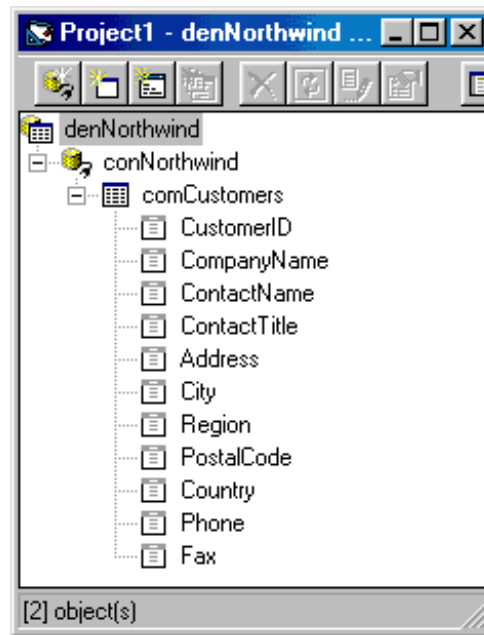 Project1 - denNorthwind ...
denNorthwind
conNorthwind
comCustomers
CustomerID
CompanyName
ContactName
ContactTitle
Address
City
Region
PostalCode
Country
Phone
Fax
[2] object(s)